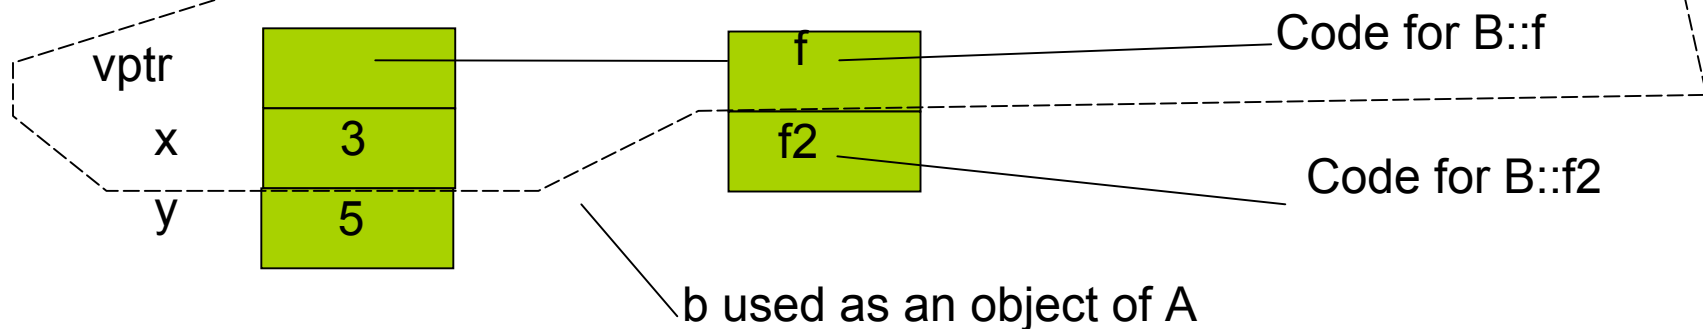 f
Code for B::f
vptr
x
3
f2
Code for B::f2
y
5
b used as an object of A